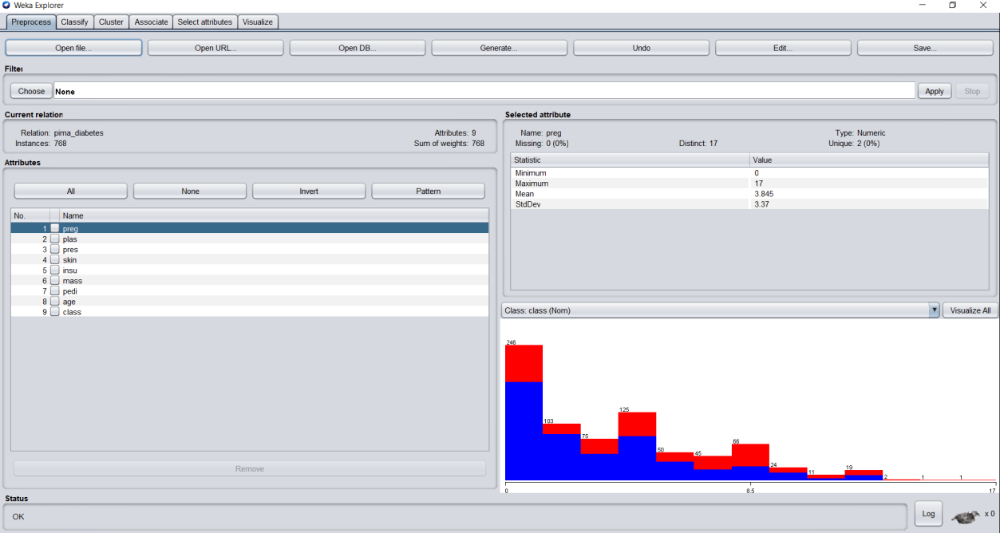 Weka Explorer
Preprocess Classify Cluster Associate Select attributes Visualize
Open file... Open URL... Open DB... Generate... Undo Edit... Save...
Filter
Choose None Apply Stop
Current relation
Relation: pima_diabetes Attributes: 9
Instances: 768 Sum of weights: 768
Attributes
All None Invert Pattern
No. Name
1 preg
2 plas
3 pres
4 skin
5 insu
6 mass
7 pedi
8 age
9 class
Remove
Selected attribute
Name: preg Type: Numeric
Missing: 0 (0%) Distinct: 17 Unique: 2 (0%)
Statistic Value
Minimum 0
Maximum 17
Mean 3.845
StdDev 3.37
Class: class (Nom) Visualize All
246
103
75
125
50
45
66
24
11
19
2
1
1
0 8.5 17
Status
OK Log x 0